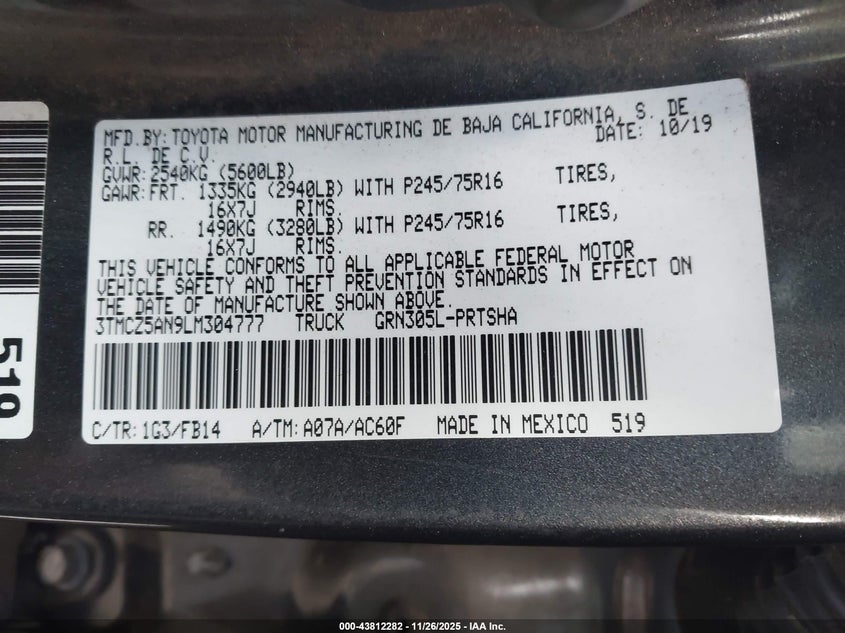 MFD.BY:TOYOTA MOTOR MANUFACTURING DE BAJA CALIFORNIA, S. DE
R.L. DE C.V. DATE: 10/19
GVWR:2540KG (5600LB)
GAWR:FRT. 1335KG (2940LB) WITH P245/75R16 TIRES,
16X7J RIMS.
RR. 1490KG (3280LB) WITH P245/75R16 TIRES,
16X7J RIMS.
THIS VEHICLE CONFORMS TO ALL APPLICABLE FEDERAL MOTOR
VEHICLE SAFETY AND THEFT PREVENTION STANDARDS IN EFFECT ON
THE DATE OF MANUFACTURE SHOWN ABOVE.
3TMCZ5AN9LM304777 TRUCK GRN305L-PRTSHA
C/TR:1G3/FB14 A/TM:A07A/AC60F MADE IN MEXICO 519
519
000-43812282 - 11/26/2025 - IAA Inc.